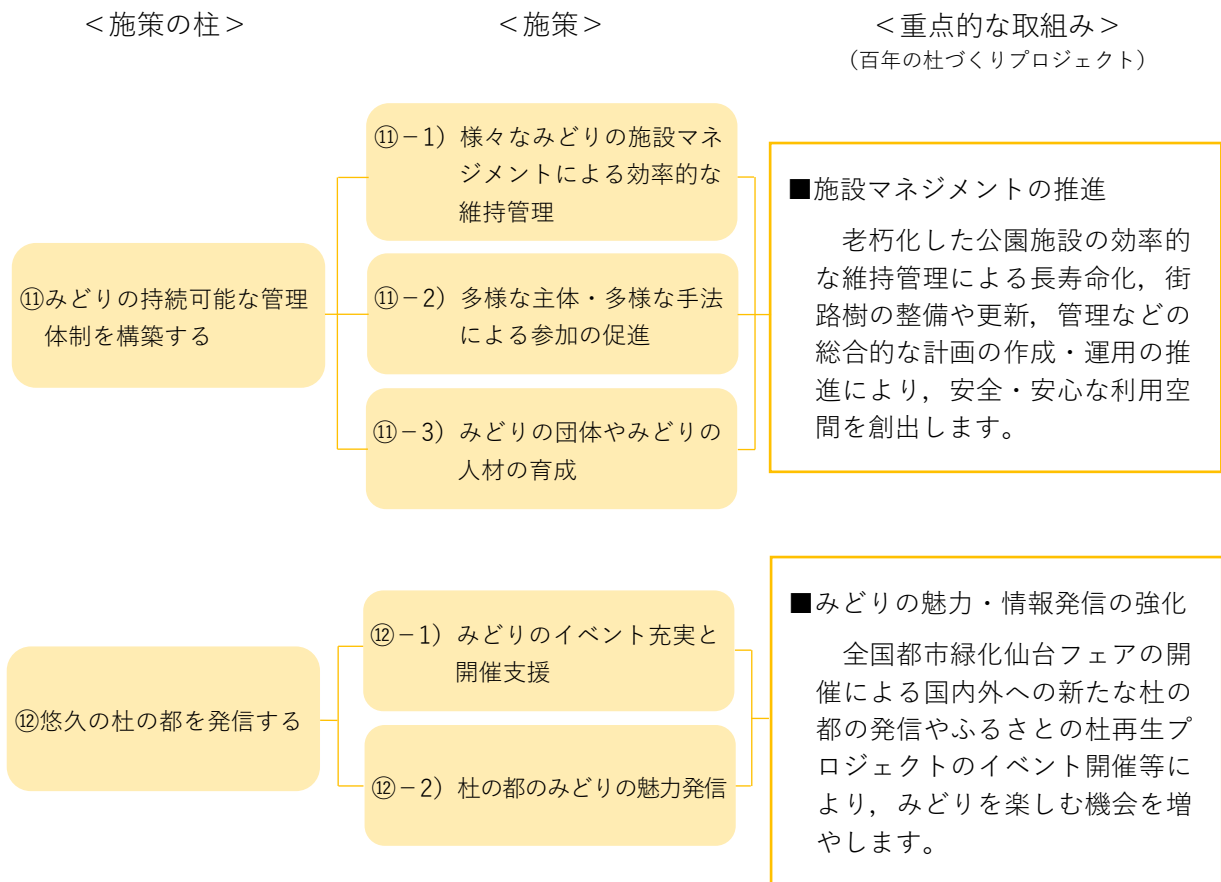 ＜施策の柱＞
＜施策＞
＜重点的な取組み＞
（百年の杜づくりプロジェクト）
⑪みどりの持続可能な管理
体制を構築する
⑪－1）様々なみどりの施設マネ
ジメントによる効率的な
維持管理
⑪－2）多様な主体・多様な手法
による参加の促進
⑪－3）みどりの団体やみどりの
人材の育成
■施設マネジメントの推進
老朽化した公園施設の効率的
な維持管理による長寿命化，街
路樹の整備や更新，管理などの
総合的な計画の作成・運用の推
進により，安全・安心な利用空
間を創出します。
⑫悠久の杜の都を発信する
⑫－1）みどりのイベント充実と
開催支援
⑫－2）杜の都のみどりの魅力発信
■みどりの魅力・情報発信の強化
全国都市緑化仙台フェアの開
催による国内外への新たな杜の
都の発信やふるさとの杜再生プ
ロジェクトのイベント開催等に
より，みどりを楽しむ機会を増
やします。